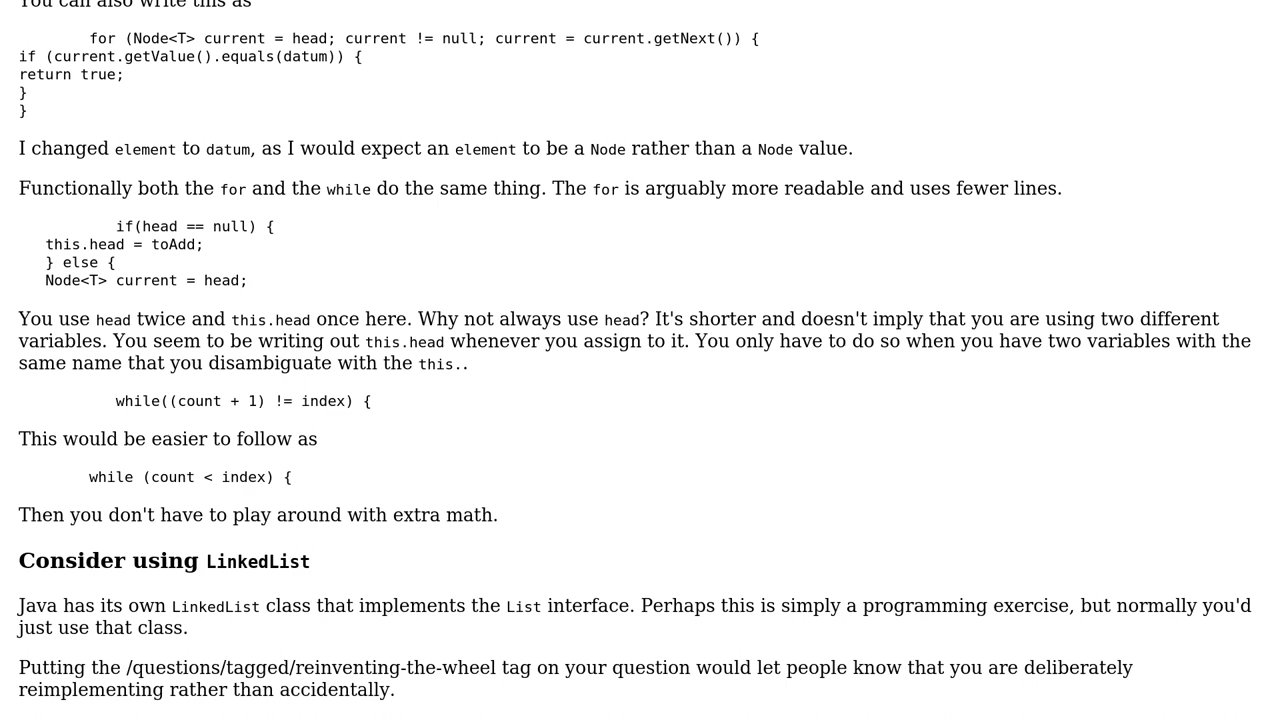 You can also write this as
for (Node<T> current = head; current != null; current = current.getNext()) {
if (current.getValue().equals(datum)) {
return true;
}
}
I changed element to datum, as I would expect an element to be a Node rather than a Node value.
Functionally both the for and the while do the same thing. The for is arguably more readable and uses fewer lines.
if(head == null) {
this.head = toAdd;
} else {
Node<T> current = head;
You use head twice and this.head once here. Why not always use head? It's shorter and doesn't imply that you are using two different
variables. You seem to be writing out this.head whenever you assign to it. You only have to do so when you have two variables with the
same name that you disambiguate with the this..
while((count + 1) != index) {
This would be easier to follow as
while (count < index) {
Then you don't have to play around with extra math.
Consider using LinkedList
Java has its own LinkedList class that implements the List interface. Perhaps this is simply a programming exercise, but normally you'd
just use that class.
Putting the /questions/tagged/reinventing-the-wheel tag on your question would let people know that you are deliberately
reimplementing rather than accidentally.